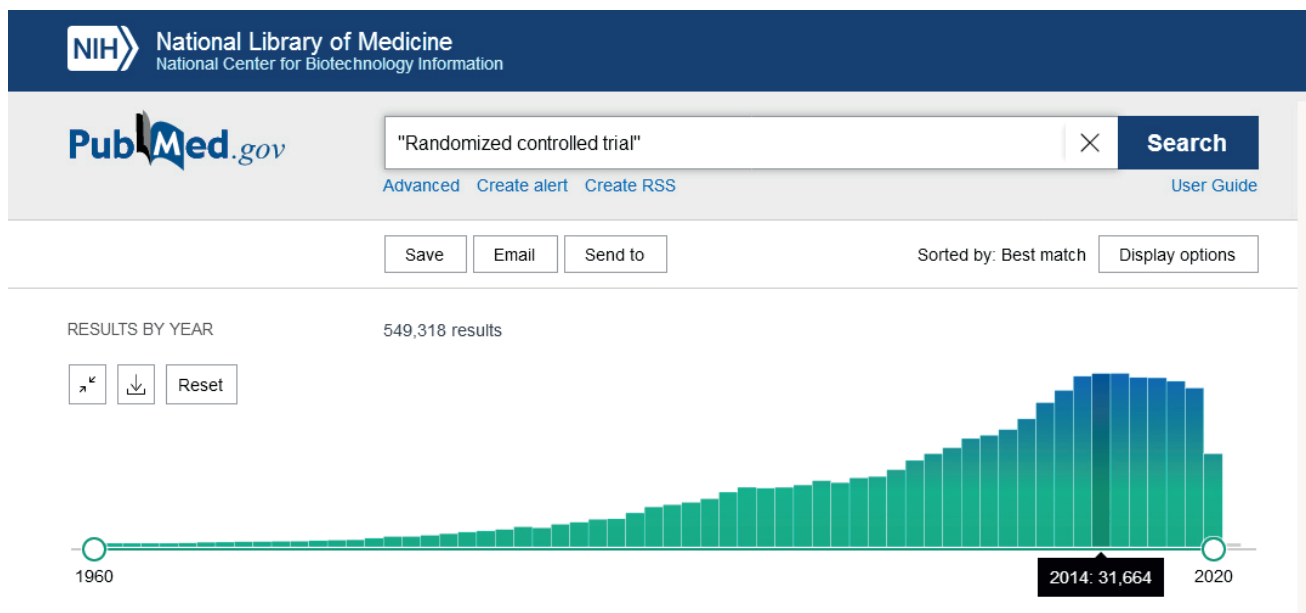 NIH
National Library of Medicine
National Center for Biotechnology Information
PubMed.gov
"Randomized controlled trial"
Search
Advanced Create alert Create RSS
User Guide
Save Email Send to
Sorted by: Best match Display options
RESULTS BY YEAR
549,318 results
Reset
2014: 31,664
1960
2020